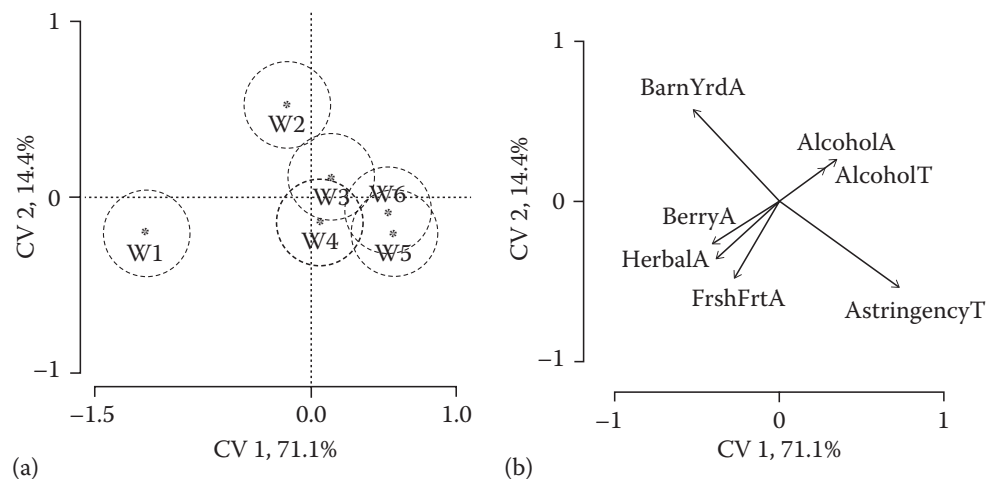 1
0
−1
CV 2, 14.4%
W2
W3
W6
W1
W4
W5
−1.5
0.0
1.0
CV 1, 71.1%
(a)
1
0
−1
CV 2, 14.4%
BarnYrdA
AlcoholA
AlcoholT
BerryA
HerbalA
FrshFrtA
AstringencyT
−1
0
1
CV 1, 71.1%
(b)